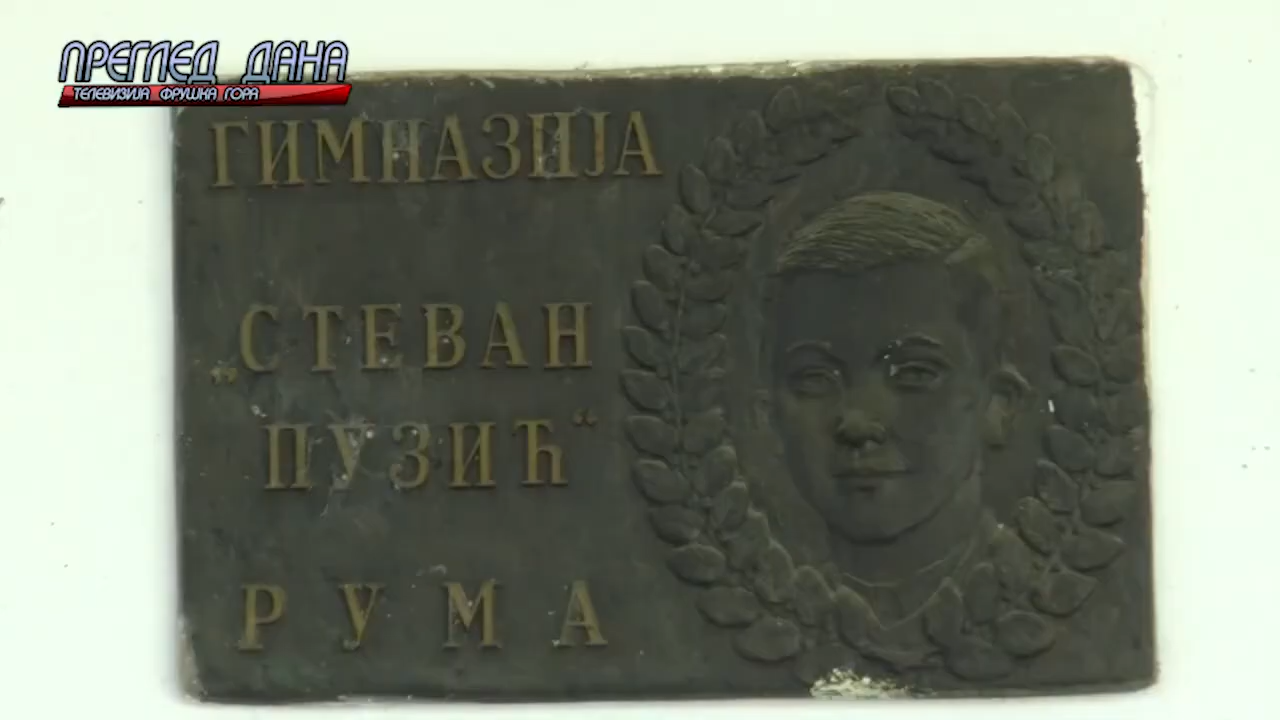 ПРЕГЛЕД ДАНА
ТЕЛЕВИЗИЈА ФРУШКА ГОРА
ГИМНАЗИЈА
„СТЕВАН
ПУЗИЋ“
РУМА